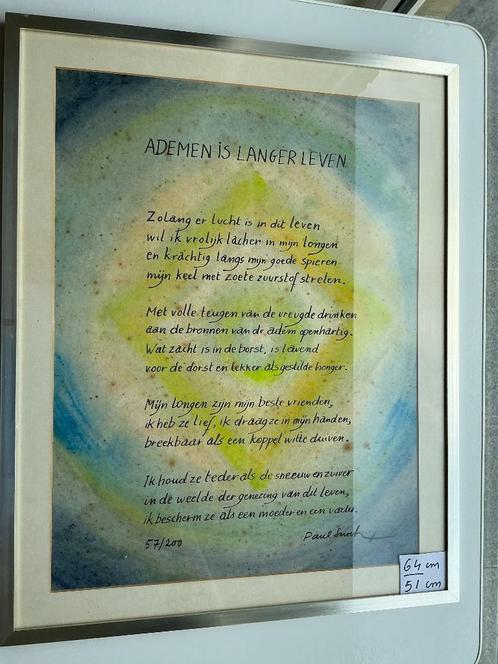 ADEMEN iS LANGER LEVEN
Zolang er lucht is in dit leven
wil ik vrolijk lachen in mijn longen
en krachtig langs mijn goede spieren
mijn keel met zoete zuurstof strelen.
Met volle teugen van de vreugde drinken
aan de bronnen van de adem openhartig.
Wat zacht is in de borst, is lavend
voor de dorst en lekker als gestilde honger.
Mijn longen zijn mijn beste vrienden,
ik heb ze lief, ik draag ze in mijn handen,
breekbaar als een koppel witte duiven.
Ik houd ze teder als de sneeuw en zuiver
in de weelde der genezing van dit leven,
ik bescherm ze als een moeder en een vader.
57/200
Paul
64 cm
51 cm